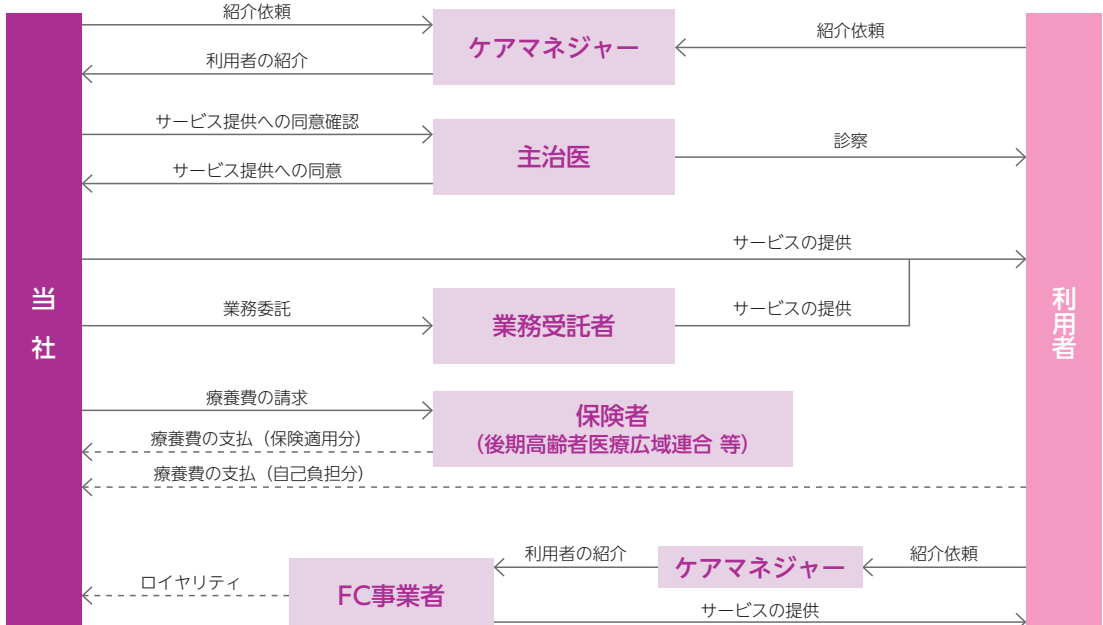 紹介依頼
ケアマネジャー
紹介依頼
利用者の紹介
サービス提供への同意確認
主治医
診察
サービス提供への同意
サービスの提供
当社
業務委託
業務受託者
サービスの提供
利用者
療養費の請求
保険者
療養費の支払（保険適用分）
（後期高齢者医療広域連合 等）
療養費の支払（自己負担分）
利用者の紹介
ケアマネジャー
紹介依頼
ロイヤリティ
FC事業者
サービスの提供